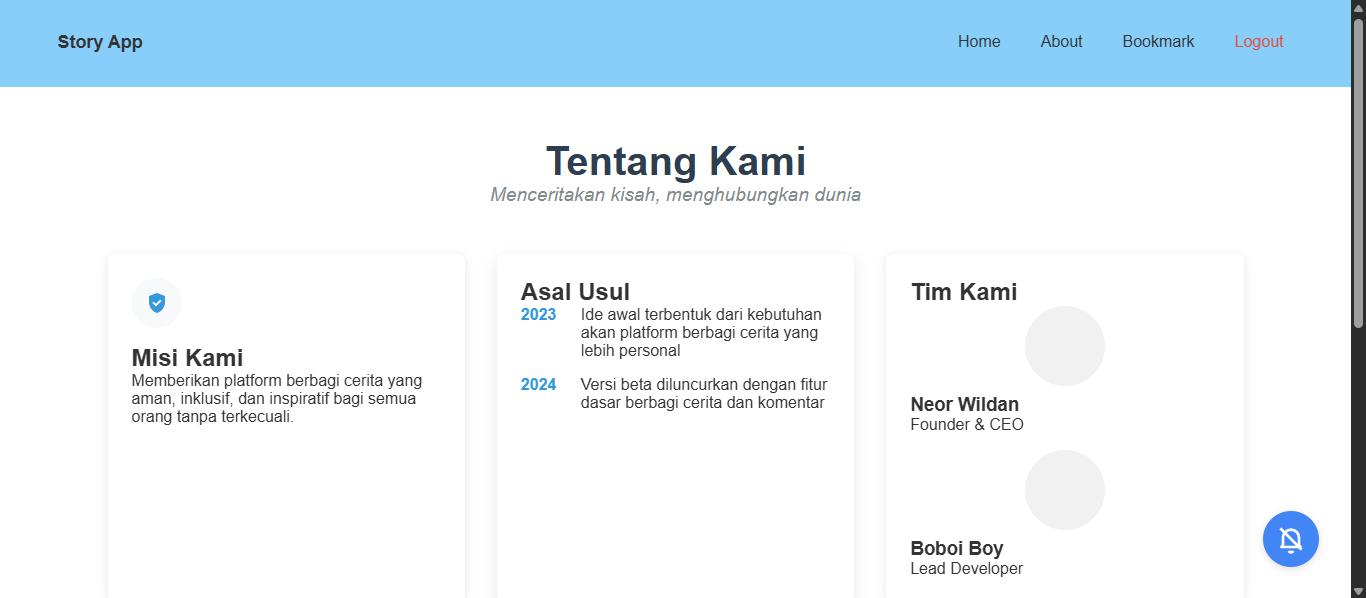 Story App
Home
About
Bookmark
Logout
Tentang Kami
Menceritakan kisah, menghubungkan dunia
Misi Kami
Memberikan platform berbagi cerita yang
aman, inklusif, dan inspiratif bagi semua
orang tanpa terkecuali.
Asal Usul
2023
Ide awal terbentuk dari kebutuhan
akan platform berbagi cerita yang
lebih personal
2024
Versi beta diluncurkan dengan fitur
dasar berbagi cerita dan komentar
Tim Kami
Neor Wildan
Founder & CEO
Boboi Boy
Lead Developer